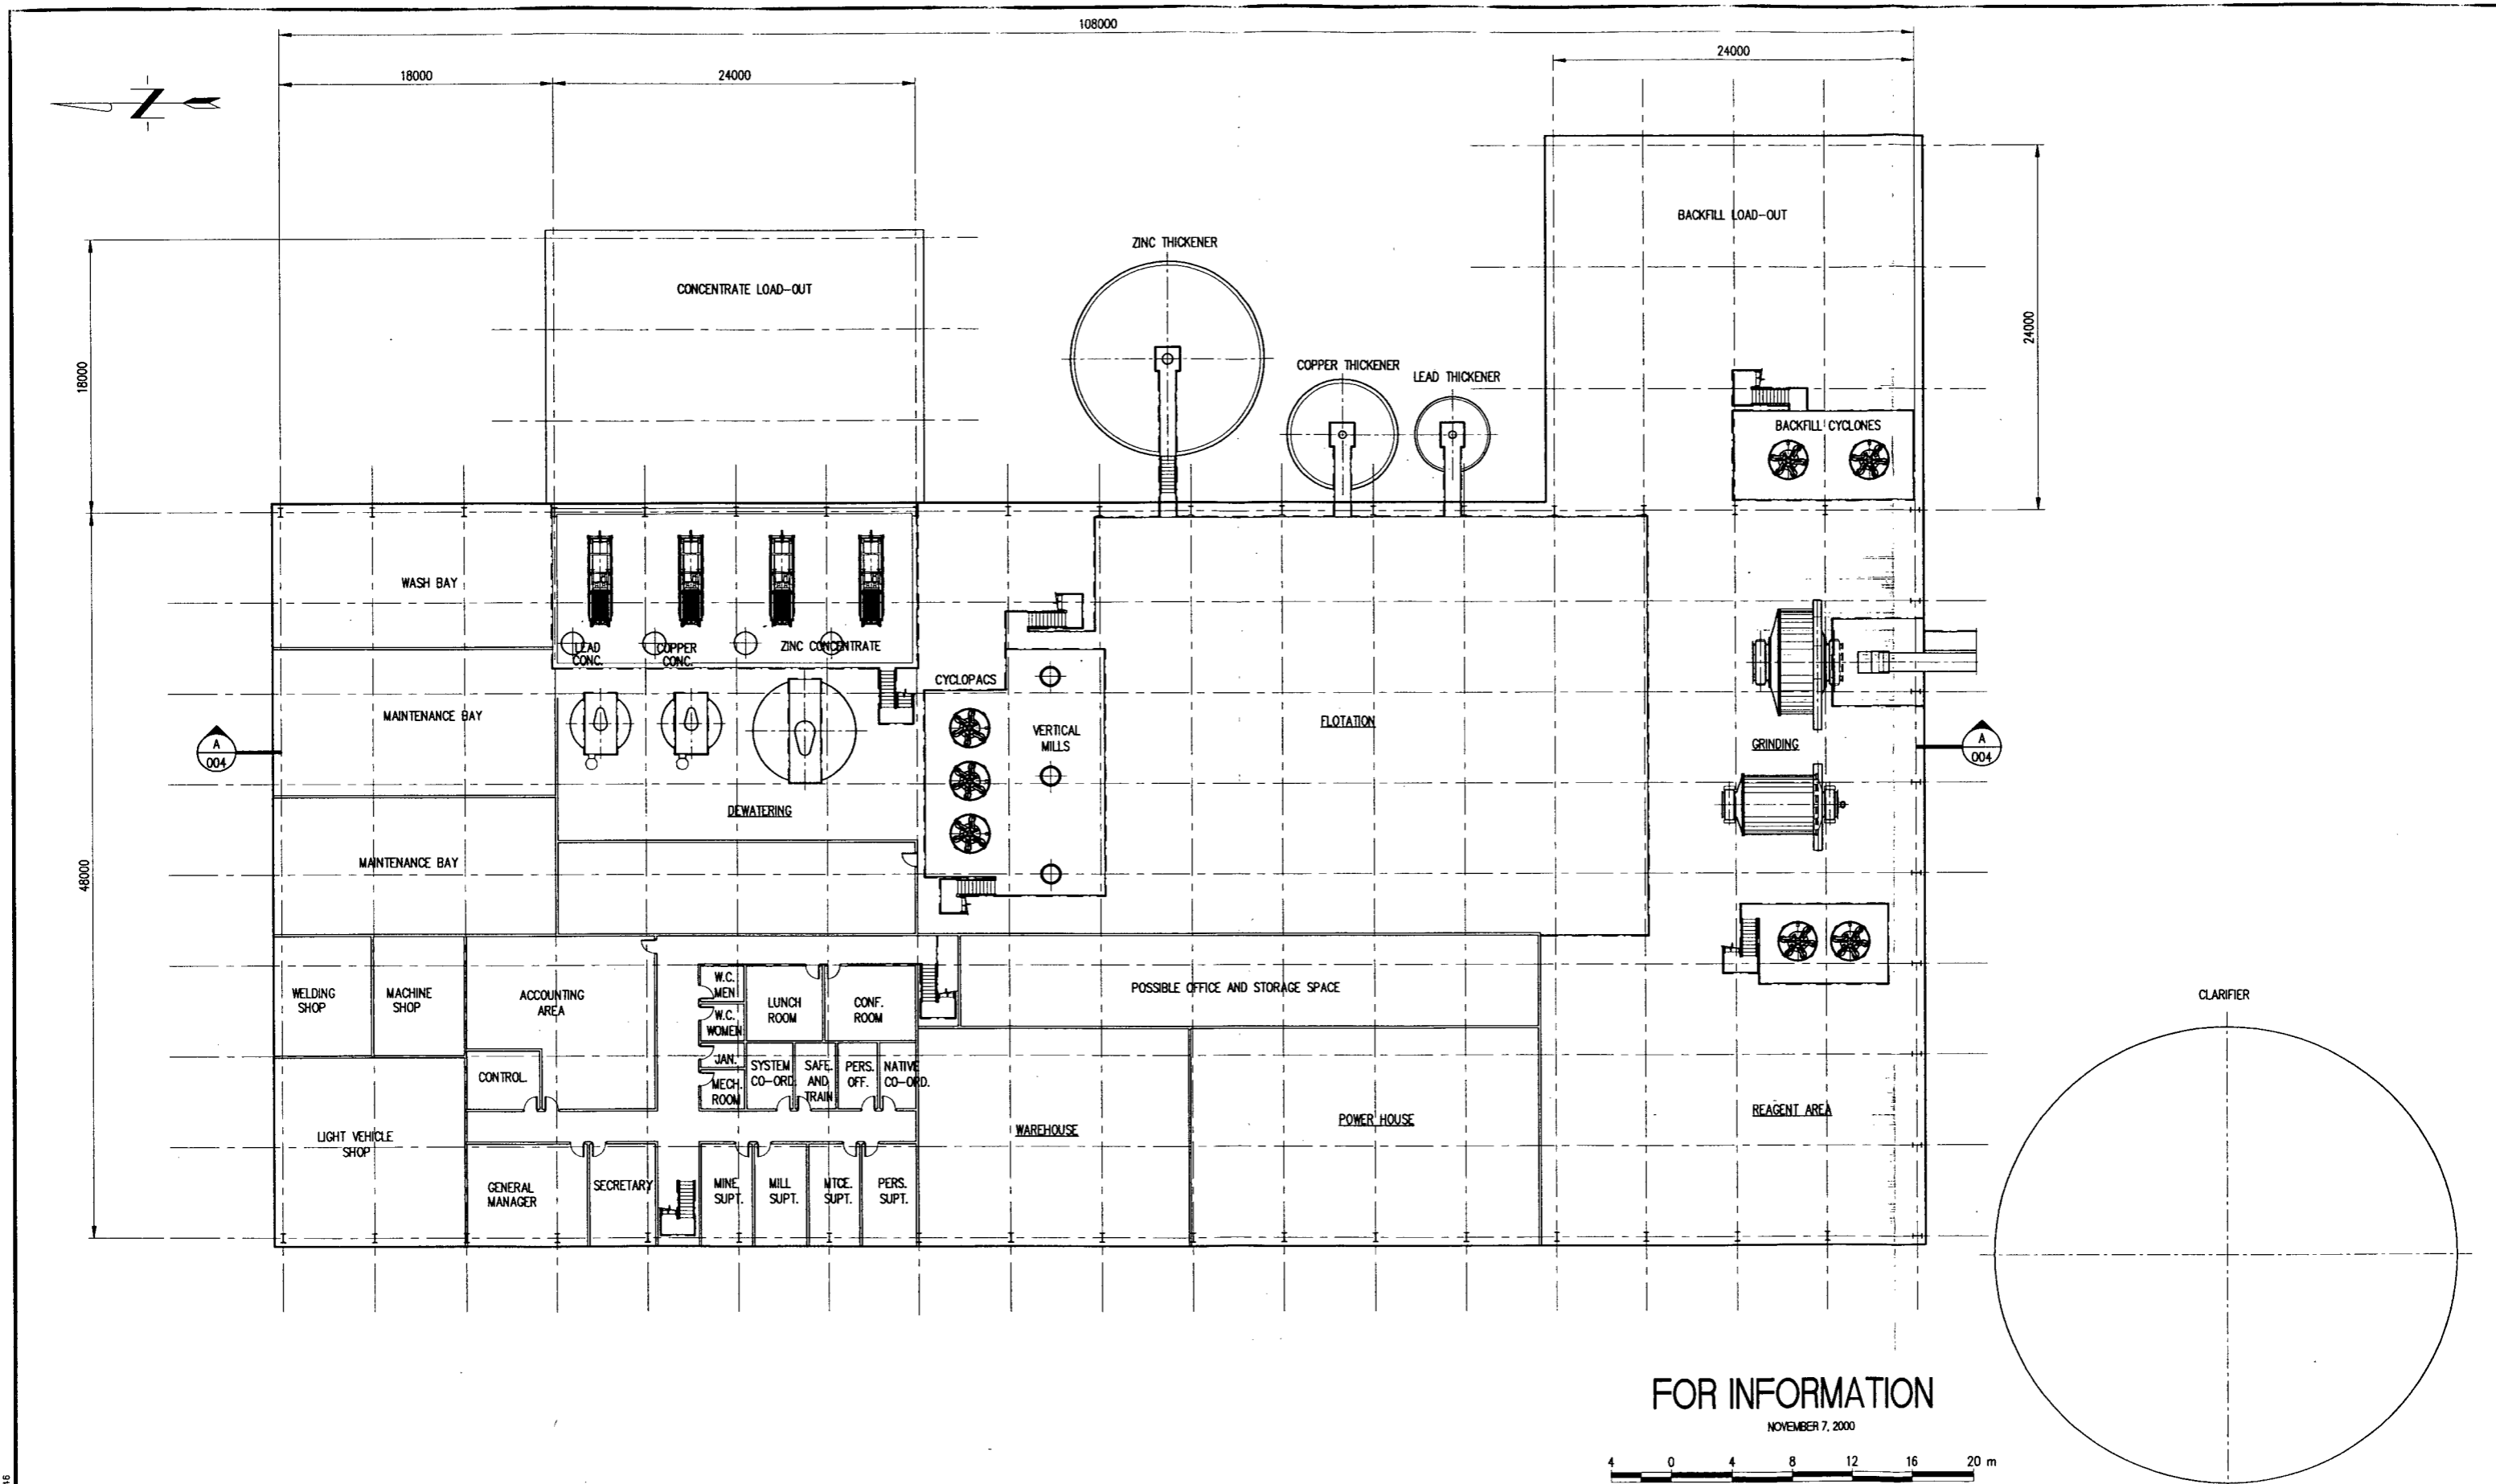 108000
24000
18000
24000
N
BACKFILL LOAD-OUT
ZINC THICKENER
CONCENTRATE LOAD-OUT
24000
18000
COPPER THICKENER
LEAD THICKENER
BACKFILL CYCLONES
WASH BAY
LEAD
CONC.
COPPER
CONC.
ZINC CONCENTRATE
CYCLOPACS
MAINTENANCE BAY
VERTICAL
MILLS
FLOTATION
GRINDING
A
004
A
004
DEWATERING
MAINTENANCE BAY
48000
WELDING
SHOP
MACHINE
SHOP
ACCOUNTING
AREA
W.C.
MEN
LUNCH
ROOM
CONF.
ROOM
POSSIBLE OFFICE AND STORAGE SPACE
CLARIFIER
W.C.
WOMEN
JAN.
CONTROL
MECH.
ROOM
SYSTEM
CO-ORD.
SAFE.
AND
TRAIN
PERS.
OFF.
NATIVE
CO-ORD.
LIGHT VEHICLE
SHOP
WAREHOUSE
POWER HOUSE
REAGENT AREA
GENERAL
MANAGER
SECRETARY
MINE
SUPT.
MILL
SUPT.
MTCE.
SUPT.
PERS.
SUPT.
FOR INFORMATION
NOVEMBER 7, 2000
4 0 4 8 12 16 20 m